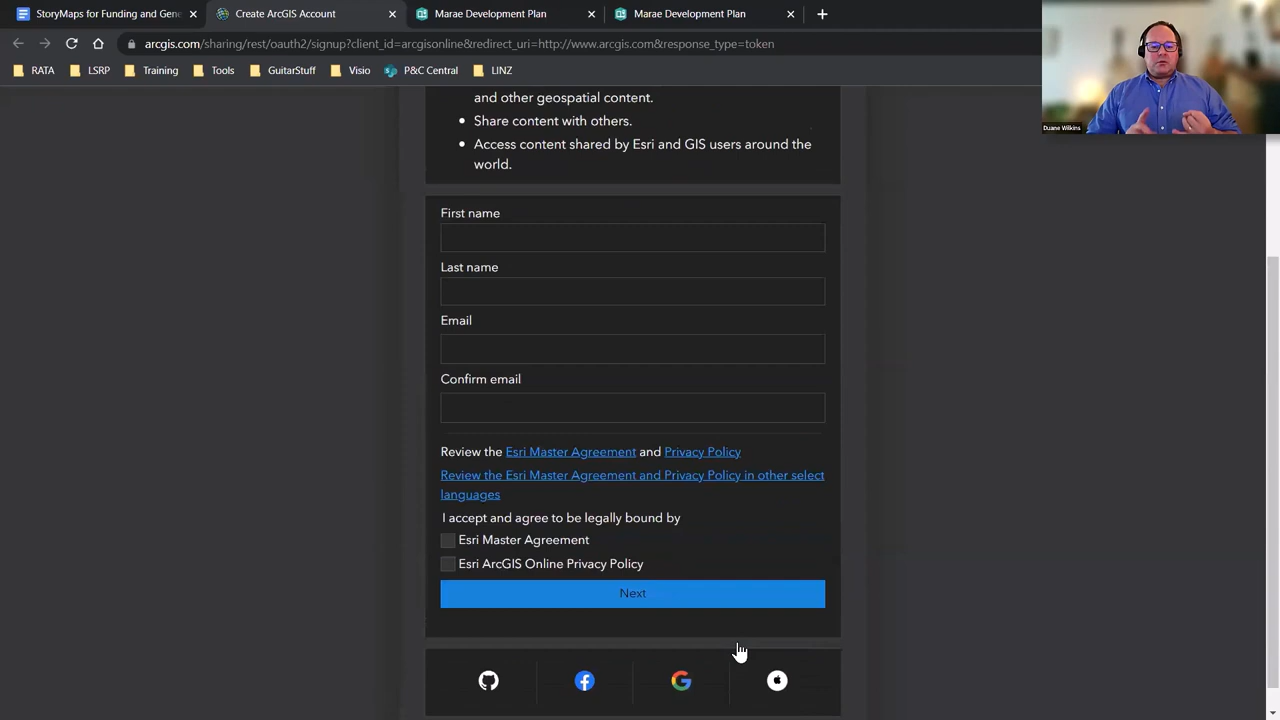 StoryMaps for Funding and Gene
Create ArcGIS Account
Marae Development Plan
Marae Development Plan
arcgis.com/sharing/rest/oauth2/signup?client_id=arcgisonline&redirect_uri=http://www.arcgis.com&response_type=token
RATA
LSRP
Training
Tools
GuitarStuff
Visio
P&C Central
LINZ
Duane Wilkins
and other geospatial content.
• Share content with others.
• Access content shared by Esri and GIS users around the
world.
First name
Last name
Email
Confirm email
Review the Esri Master Agreement and Privacy Policy
Review the Esri Master Agreement and Privacy Policy in other select
languages
I accept and agree to be legally bound by
Esri Master Agreement
Esri ArcGIS Online Privacy Policy
Next